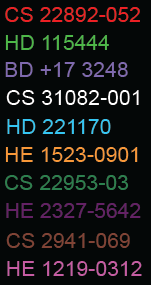 CS 22892-052
HD 115444
BD +17 3248
CS 31082-001
HD 221170
HE 1523-0901
CS 22953-03
HE 2327-5642
CS 2941-069
HE 1219-0312